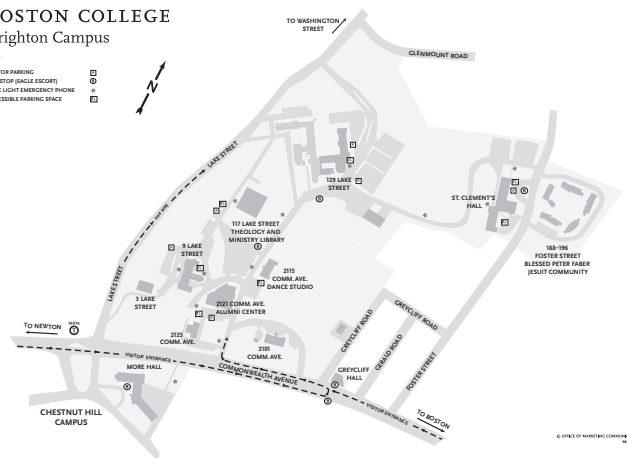 OSTON COLLEGE
righton Campus
TOR PARKING
STOP (EAGLE ESCORT)
E LIGHT EMERGENCY PHONE
ESSIBLE PARKING SPACE
N
TO WASHINGTON
STREET
GLENMOUNT ROAD
LAKE STREET
129 LAKE
STREET
ST. CLEMENT'S
HALL
117 LAKE STREET
THEOLOGY AND
MINISTRY LIBRARY
188-196
FOSTER STREET
BLESSED PETER FABER
JESUIT COMMUNITY
9 LAKE
STREET
2115
COMM. AVE.
DANCE STUDIO
LAKE STREET
3 LAKE
STREET
2121 COMM. AVE.
ALUMNI CENTER
GREYCLIFF ROAD
GREYCLIFF ROAD
GERALD ROAD
FOSTER STREET
TO NEWTON
MBTA
T
2125
COMM. AVE.
2101
COMM. AVE.
VISITOR ENTRANCE
MORE HALL
COMMONWEALTH AVENUE
GREYCLIFF
HALL
VISITOR ENTRANCE
TO BOSTON
CHESTNUT HILL
CAMPUS
© OFFICE OF MARKETING COMMUNI